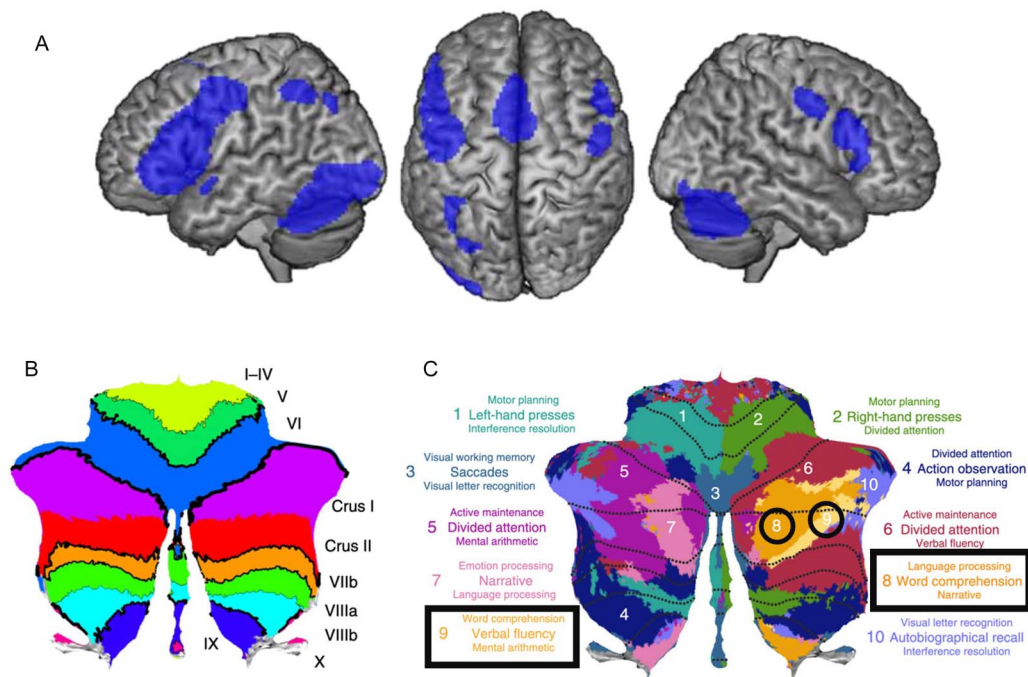 A
B
I–IV
V
VI
Crus I
Crus II
VIIb
VIIIa
VIIIb
IX
X
C
Motor planning
1 Left-hand presses
Interference resolution
Visual working memory
3 Saccades
Visual letter recognition
Active maintenance
5 Divided attention
Mental arithmetic
Emotion processing
7 Narrative
Language processing
Word comprehension
9 Verbal fluency
Mental arithmetic
1
2
3
4
5
6
7
8
9
10
Motor planning
2 Right-hand presses
Divided attention
Divided attention
4 Action observation
Motor planning
Active maintenance
6 Divided attention
Verbal fluency
Language processing
8 Word comprehension
Narrative
Visual letter recognition
10 Autobiographical recall
Interference resolution